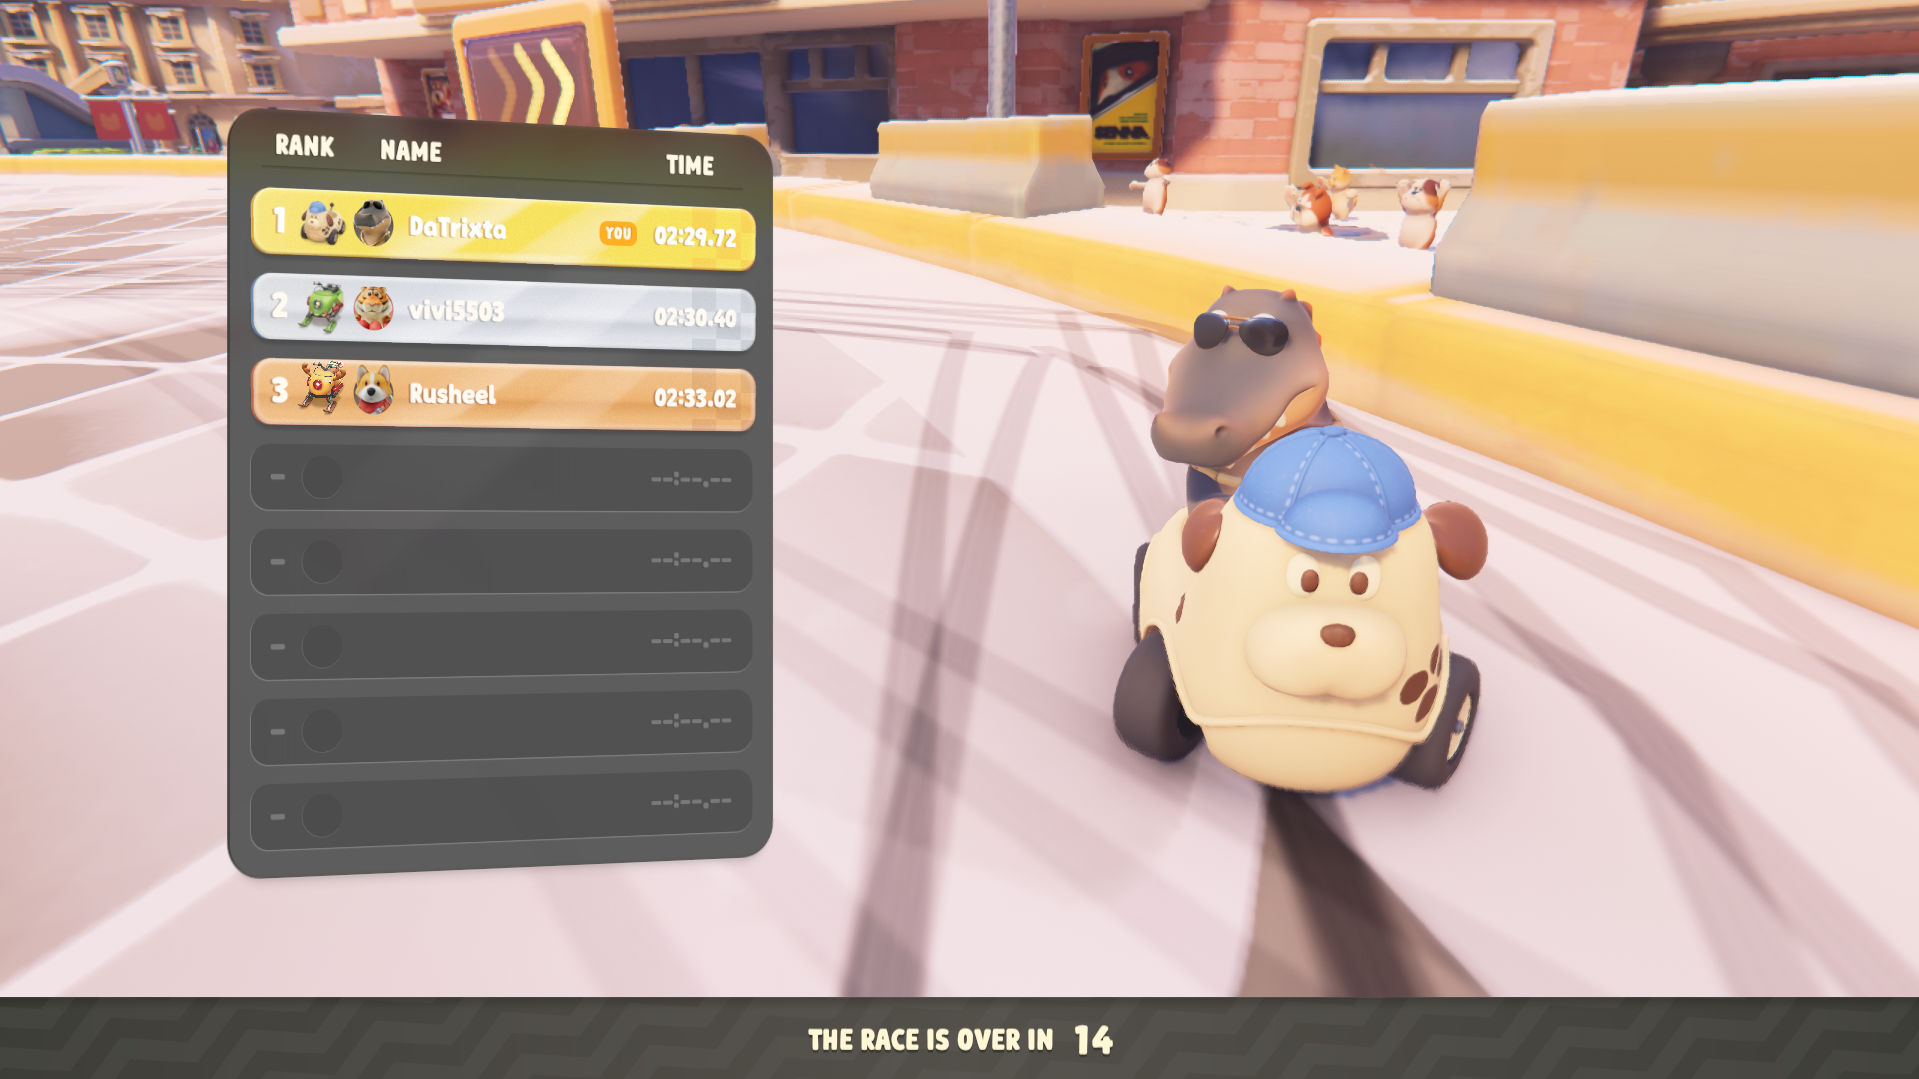 RANK NAME TIME
1 DaTrixta YOU 02:29.72
2 vivi5503 02:30.40
3 Rusheel 02:33.02
- --:--.--
- --:--.--
- --:--.--
- --:--.--
- --:--.--
SENNA
THE RACE IS OVER IN 14